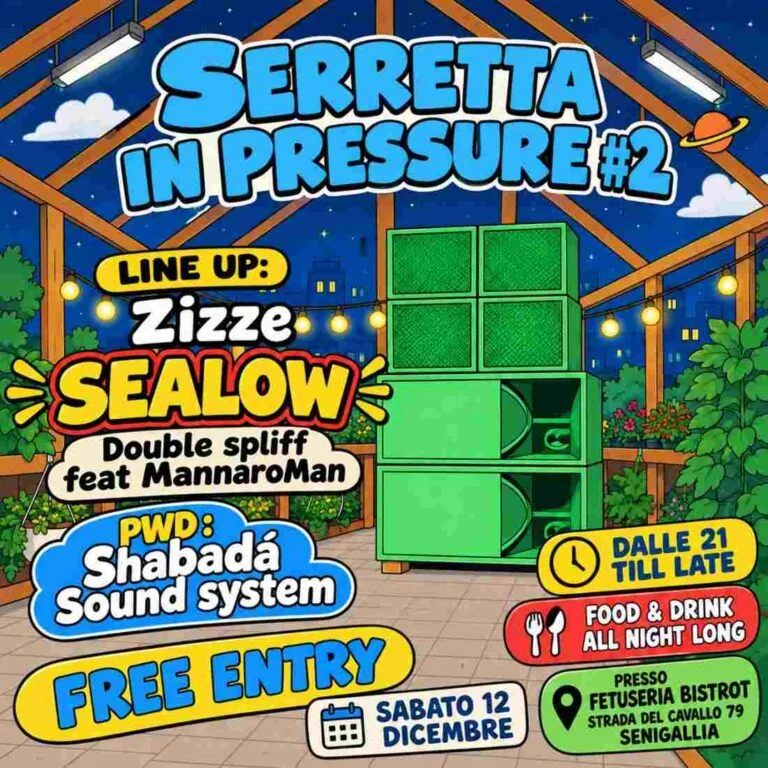 SERRETTA
IN PRESSURE #2
LINE UP:
Zizze
SEALOW
Double spliff
feat MannaroMan
PWD:
Shabadá
Sound system
FREE ENTRY
SABATO 12
DICEMBRE
DALLE 21
TILL LATE
FOOD & DRINK
ALL NIGHT LONG
PRESSO
FETUSERIA BISTROT
STRADA DEL CAVALLO 79
SENIGALLIA